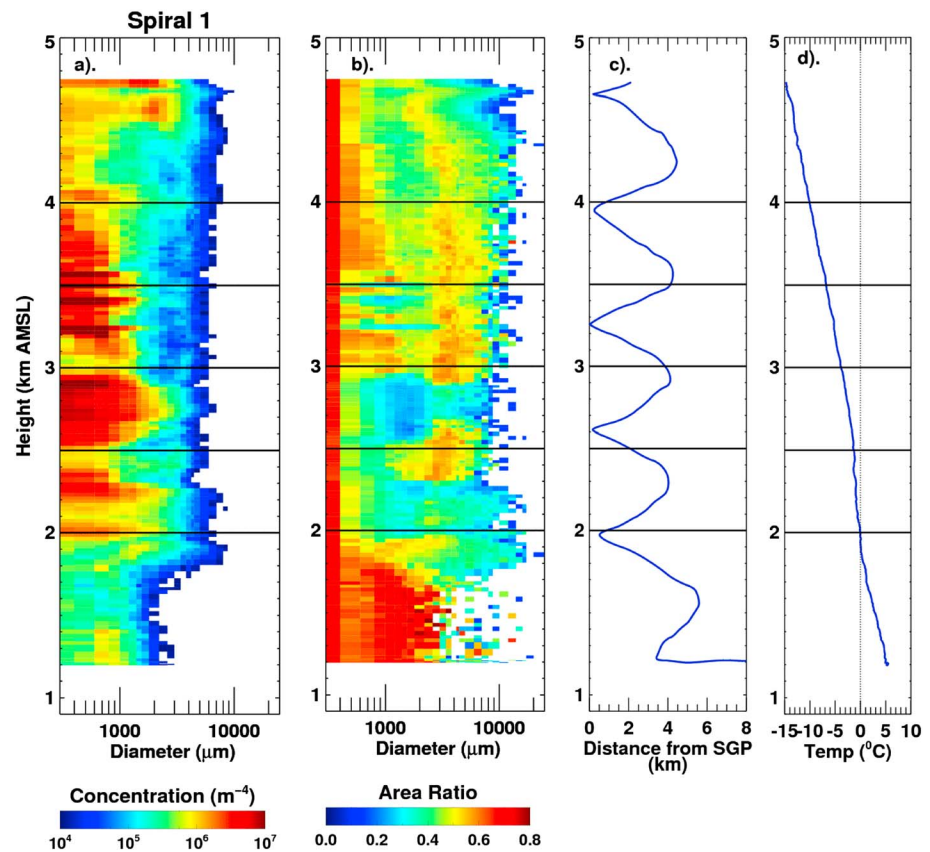 Spiral 1
a). b). c). d).
5 5 5 5
4 4 4 4
3 3 3 3
2 2 2 2
1 1 1 1
Height (km AMSL)
1000 10000 1000 10000 0 2 4 6 8 -15 -10 -5 0 5 10
Diameter (μm) Diameter (μm) Distance from SGP Temp (⁰C)
(km)
Concentration (m⁻⁴) Area Ratio
10⁴ 10⁵ 10⁶ 10⁷ 0.0 0.2 0.4 0.6 0.8